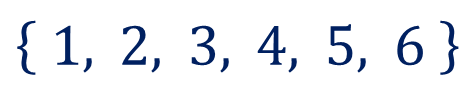 { 1, 2, 3, 4, 5, 6 }